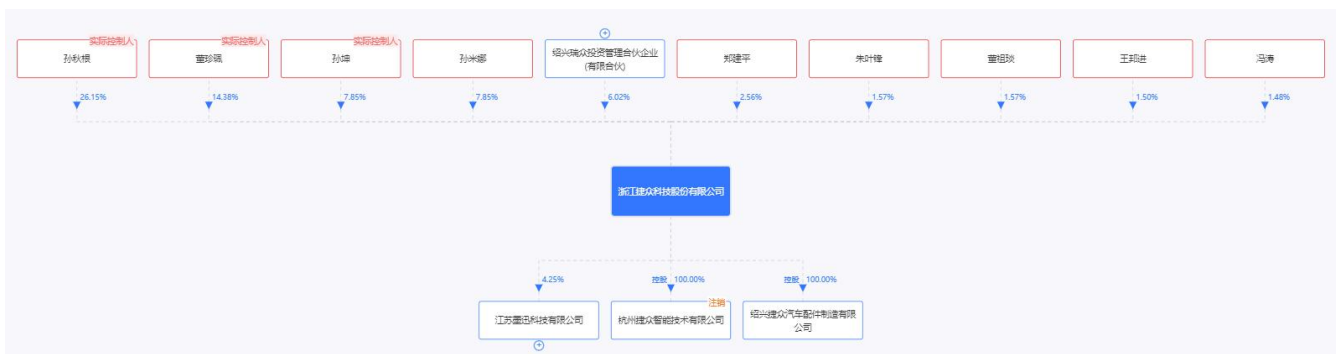 实际控制人
实际控制人
实际控制人
孙秋根
董珍珮
孙坤
孙米娜
绍兴瑞众投资管理合伙企业
(有限合伙)
郏建平
朱叶锋
董祖琰
王邦进
冯涛
26.15%
14.38%
7.85%
7.85%
6.02%
2.56%
1.57%
1.57%
1.50%
1.48%
浙江捷众科技股份有限公司
4.25%
控股 100.00%
控股 100.00%
注销
江苏墨迅科技有限公司
杭州捷众智能技术有限公司
绍兴捷众汽车配件制造有限
公司